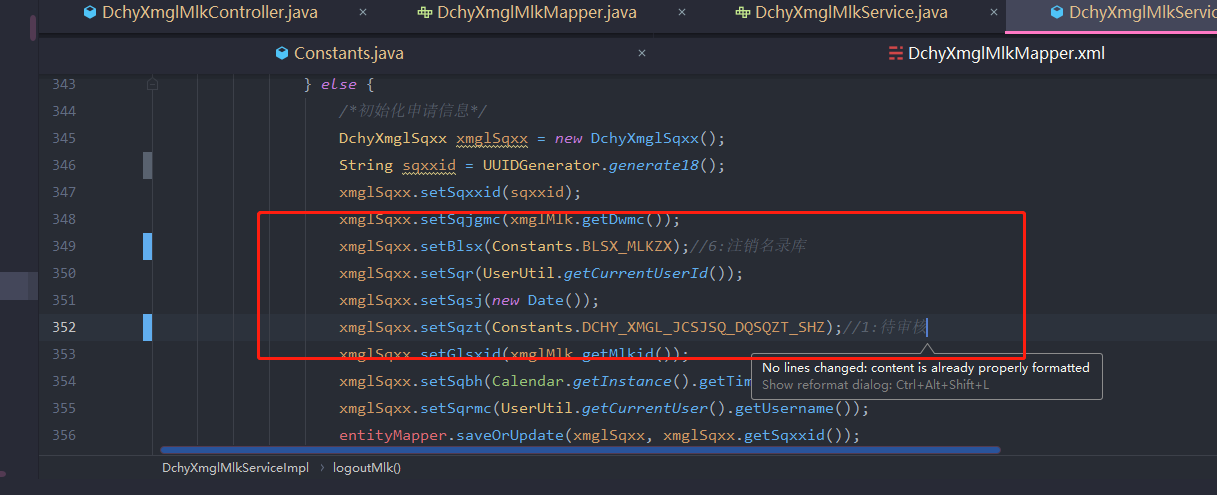 DchyXmglMlkController.java × DchyXmglMlkMapper.java × DchyXmglMlkService.java × DchyXmglMlkServic
Constants.java × DchyXmglMlkMapper.xml
343 } else {
344 /*初始化申请信息*/
345 DchyXmglSqxx xmglSqxx = new DchyXmglSqxx();
346 String sqxxid = UUIDGenerator.generate18();
347 xmglSqxx.setSqxxid(sqxxid);
348 xmglSqxx.setSqjgmc(xmglMlk.getDwmc());
349 xmglSqxx.setBlsx(Constants.BLSX_MLKZX);//6:注销名录库
350 xmglSqxx.setSqr(UserUtil.getCurrentUserId());
351 xmglSqxx.setSqsj(new Date());
352 xmglSqxx.setSqzt(Constants.DCHY_XMGL_JCSJSQ_DQSQZT_SHZ);//1:待审核
353 xmglSqxx.setGlsxid(xmglMlk.getMlkid());
No lines changed: content is already properly formatted
354 xmglSqxx.setSqbh(Calendar.getInstance().getTim
Show reformat dialog: Ctrl+Alt+Shift+L
355 xmglSqxx.setSqrmc(UserUtil.getCurrentUser().getUsername());
356 entityMapper.saveOrUpdate(xmglSqxx, xmglSqxx.getSqxxid());
DchyXmglMlkServiceImpl › logoutMlk()